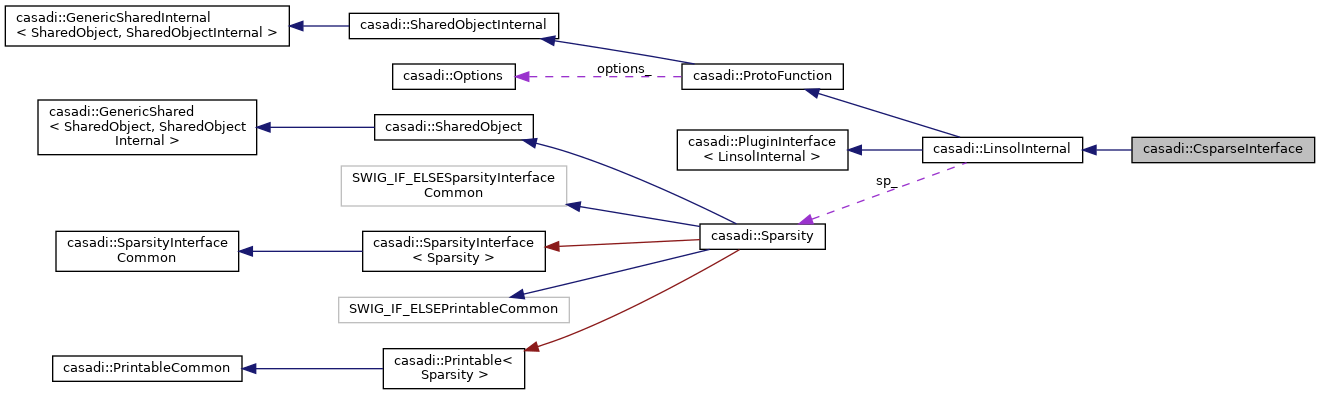 casadi::GenericSharedInternal
< SharedObject, SharedObjectInternal >
casadi::SharedObjectInternal
casadi::Options
options_
casadi::ProtoFunction
casadi::GenericShared
< SharedObject, SharedObject
Internal >
casadi::SharedObject
casadi::PluginInterface
< LinsolInternal >
casadi::LinsolInternal
casadi::CsparseInterface
SWIG_IF_ELSESparsityInterface
Common
sp_
casadi::SparsityInterface
Common
casadi::SparsityInterface
< Sparsity >
casadi::Sparsity
SWIG_IF_ELSEPrintableCommon
casadi::PrintableCommon
casadi::Printable<
Sparsity >